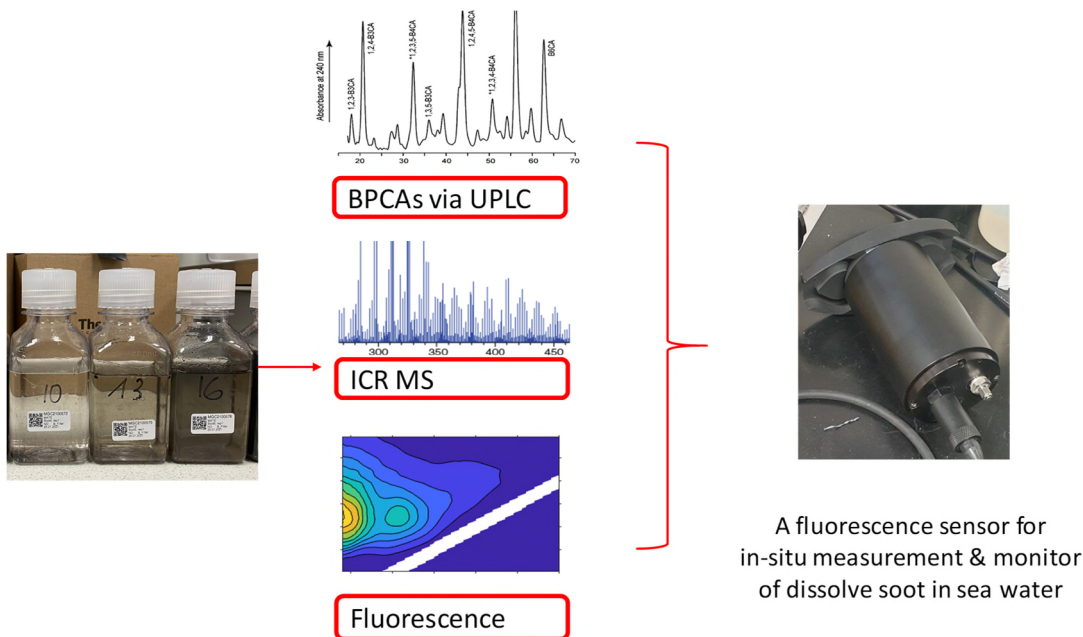 Absorbance at 240 nm
1,2,3-B3CA
1,2,4-B3CA
*1,2,3,5-B4CA
1,3,5-B3CA
1,2,4,5-B4CA
*1,2,3,4-B4CA
B6CA
20 30 40 50 60 70
BPCAs via UPLC
The
10 13 16
300 350 400 450
ICR MS
Fluorescence
A fluorescence sensor for
in-situ measurement & monitor
of dissolve soot in sea water